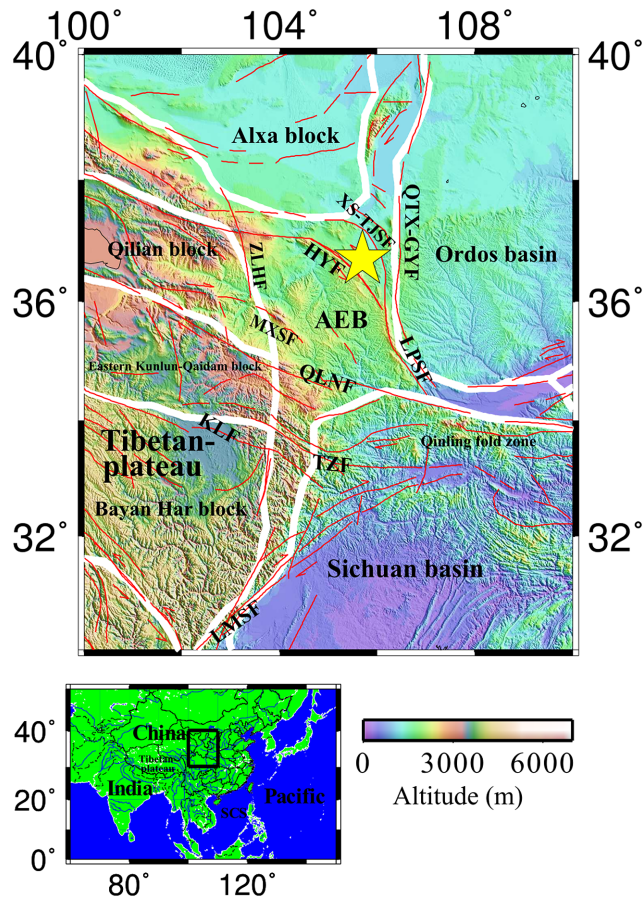 100˚ 104˚ 108˚
40˚ 40˚
Alxa block
XS-TJSF
QTX-GYF
Qilian block
ZLHF
HYF
Ordos basin
36˚ 36˚
AEB
MXSF
LPSF
Eastern Kunlun-Qaidam block
QLNF
KLF
Tibetan-
plateau
Qinling fold zone
TZF
Bayan Har block
32˚ 32˚
Sichuan basin
LMSF
40˚
China
Tibetan-
plateau
India
Pacific
20˚
SCS
0˚
80˚ 120˚
0 3000 6000
Altitude (m)